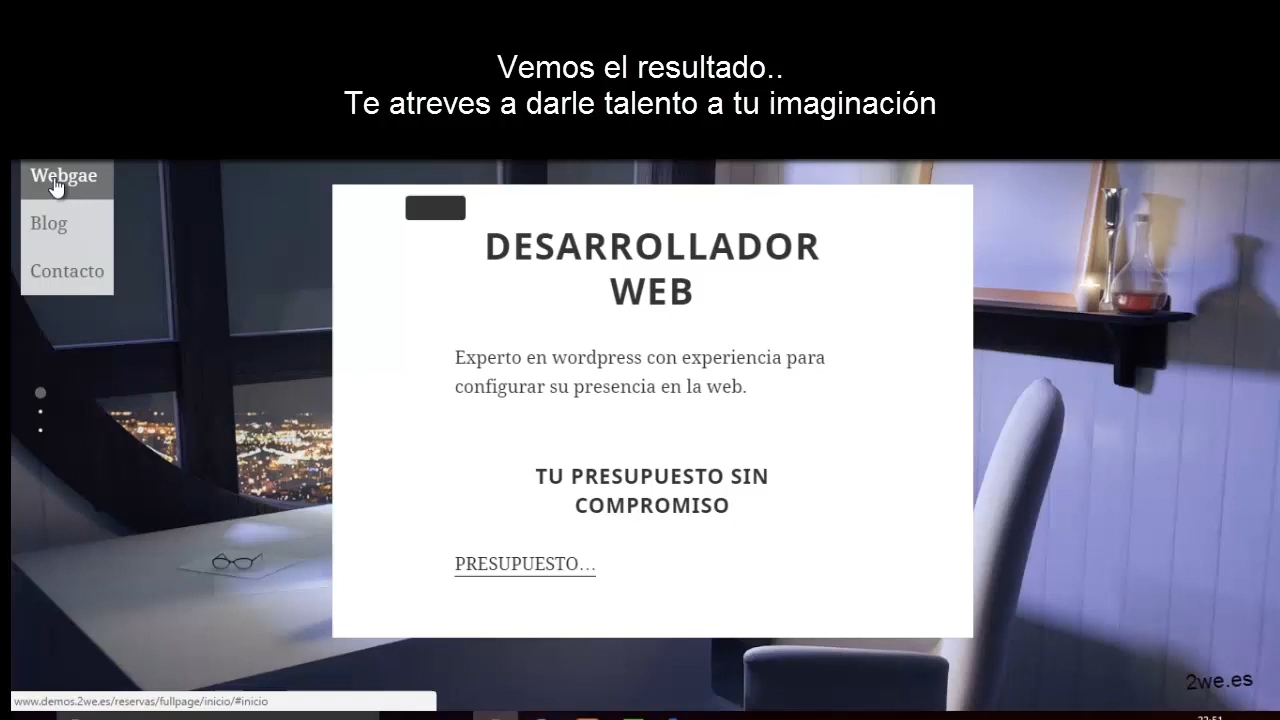 Vemos el resultado..
Te atreves a darle talento a tu imaginación
Webgae
Blog
Contacto
DESARROLLADOR
WEB
Experto en wordpress con experiencia para
configurar su presencia en la web.
TU PRESUPUESTO SIN
COMPROMISO
PRESUPUESTO...
2we.es
www.demos.2we.es/reservas/fullpage/inicio/#inicio